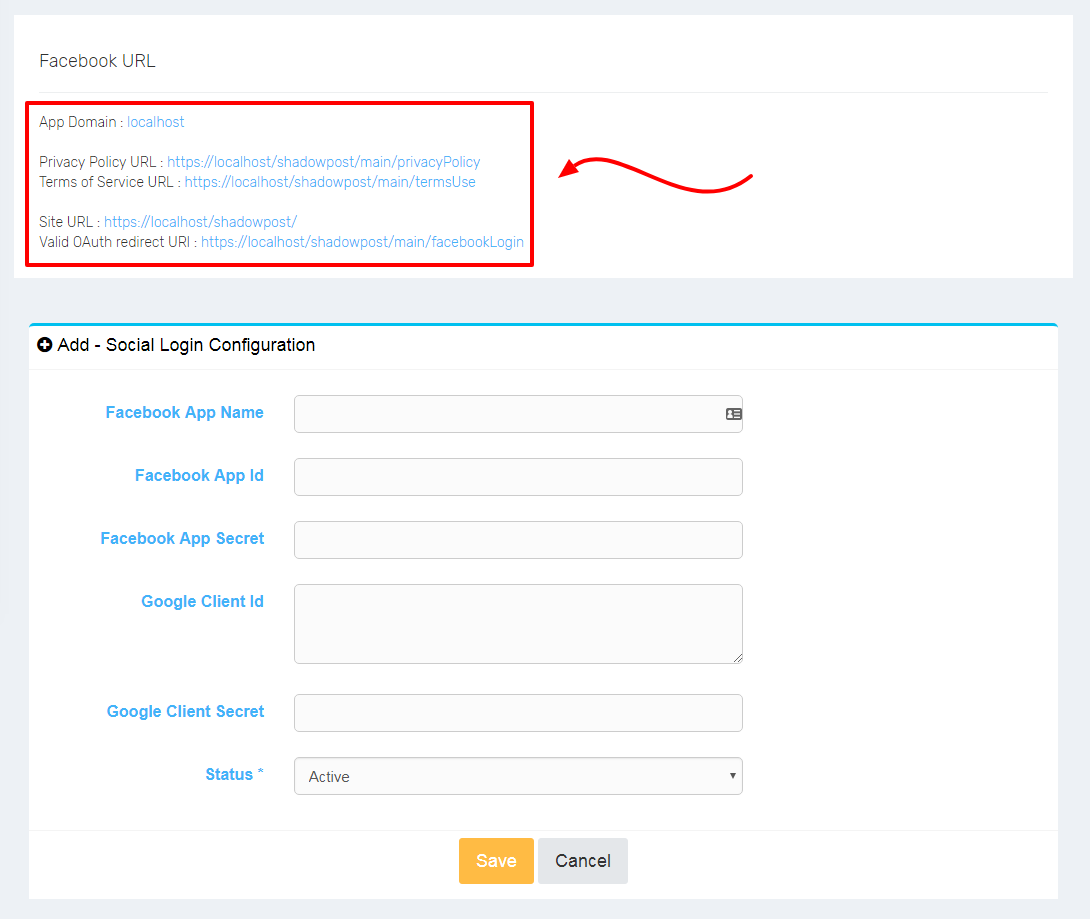 Facebook URL
App Domain : localhost
Privacy Policy URL : https://localhost/shadowpost/main/privacyPolicy
Terms of Service URL : https://localhost/shadowpost/main/termsUse
Site URL : https://localhost/shadowpost/
Valid OAuth redirect URI : https://localhost/shadowpost/main/facebookLogin
Add - Social Login Configuration
Facebook App Name
Facebook App Id
Facebook App Secret
Google Client Id
Google Client Secret
Status * Active
Save Cancel